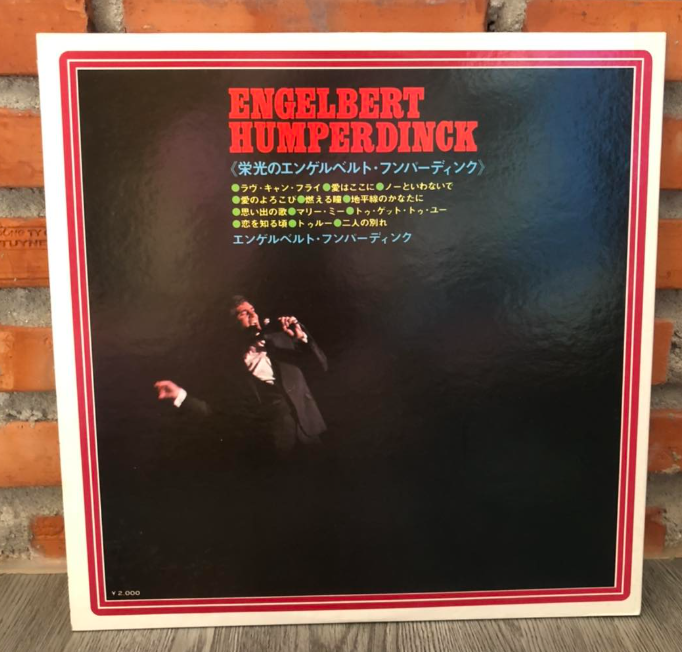 ENGELBERT
HUMPERDINCK
《栄光のエンゲルベルト・フンパーディンク》
●ラヴ・キャン・フライ●愛はここに●ノーといわないで
●愛のよろこび●燃える瞳●地平線のかなたに
●思い出の歌●マリー・ミー●トゥ・ゲット・トゥ・ユー
●恋を知る頃●トゥルー●二人の別れ
エンゲルベルト・フンパーディンク
¥2,000